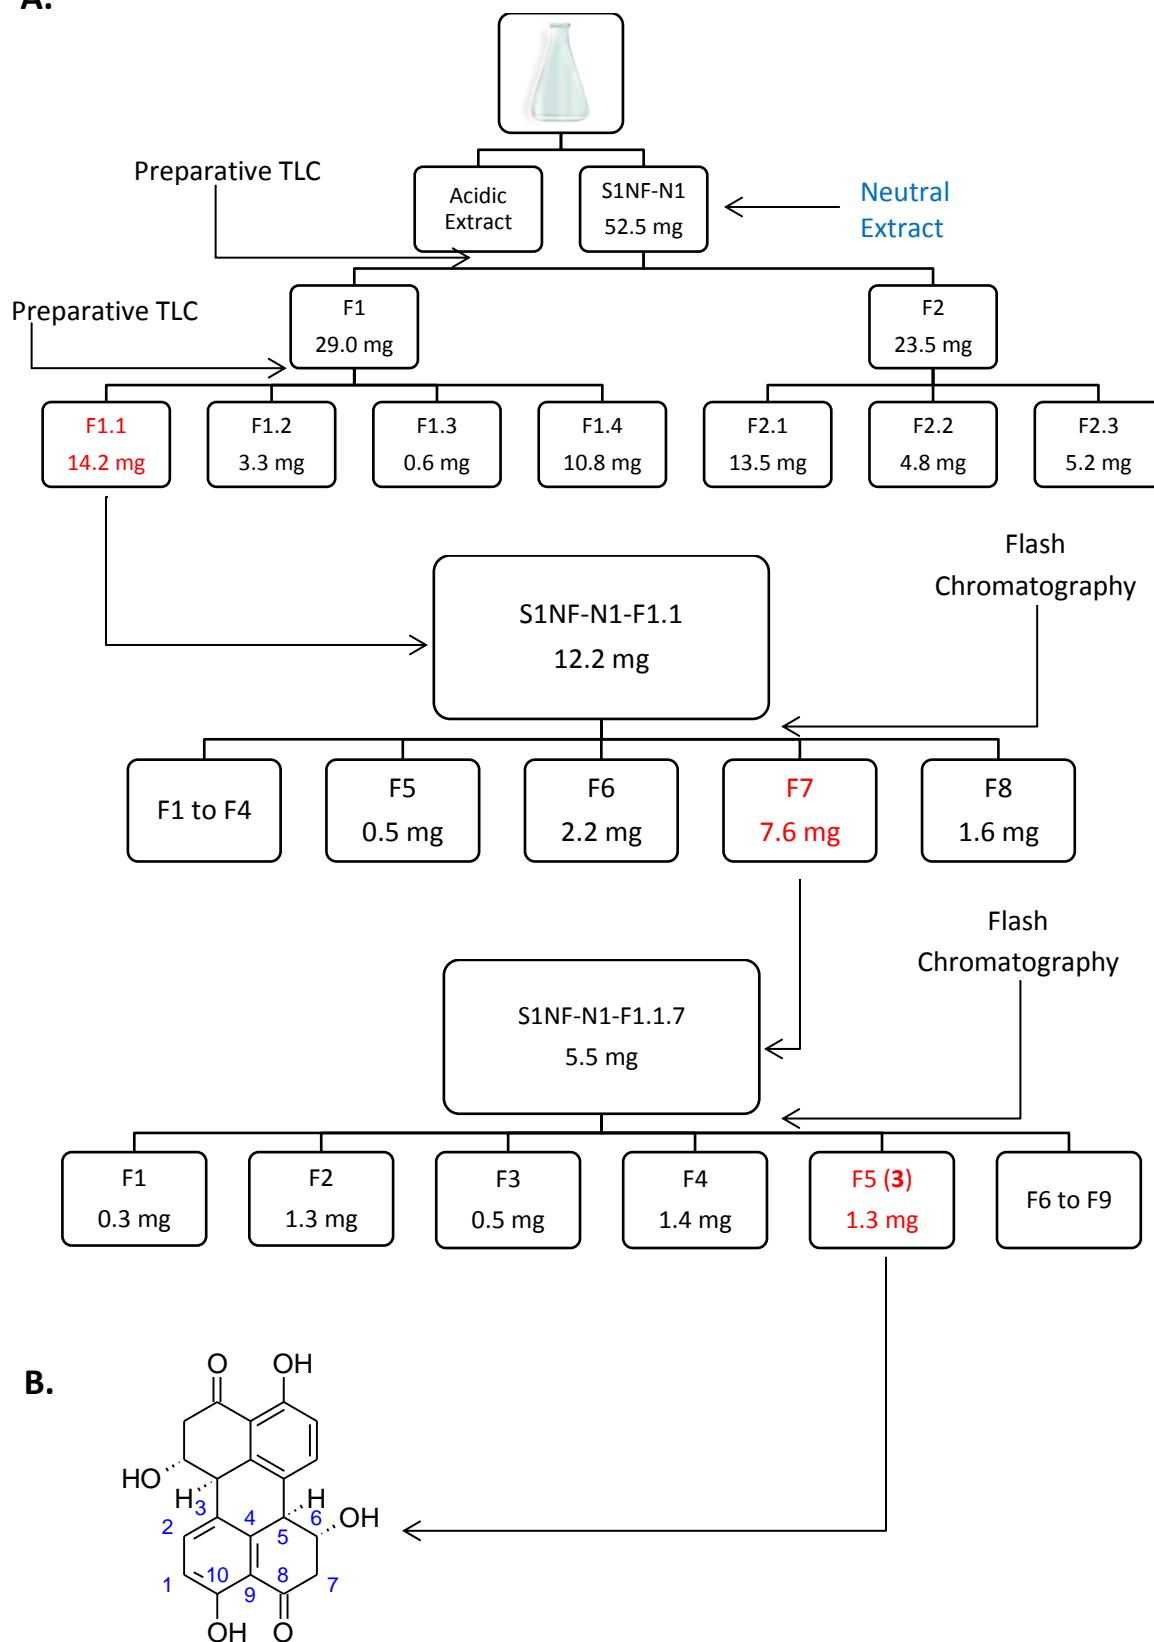 A.
Preparative TLC
Acidic
Extract
S1NF-N1
52.5 mg
Neutral
Extract
Preparative TLC
F1
29.0 mg
F2
23.5 mg
F1.1
14.2 mg
F1.2
3.3 mg
F1.3
0.6 mg
F1.4
10.8 mg
F2.1
13.5 mg
F2.2
4.8 mg
F2.3
5.2 mg
Flash
Chromatography
S1NF-N1-F1.1
12.2 mg
F1 to F4
F5
0.5 mg
F6
2.2 mg
F7
7.6 mg
F8
1.6 mg
Flash
Chromatography
S1NF-N1-F1.1.7
5.5 mg
F1
0.3 mg
F2
1.3 mg
F3
0.5 mg
F4
1.4 mg
F5 (3)
1.3 mg
F6 to F9
B.
O OH
HO
H H
3 6 OH
2 4 5
10 8 7
1 9
OH O